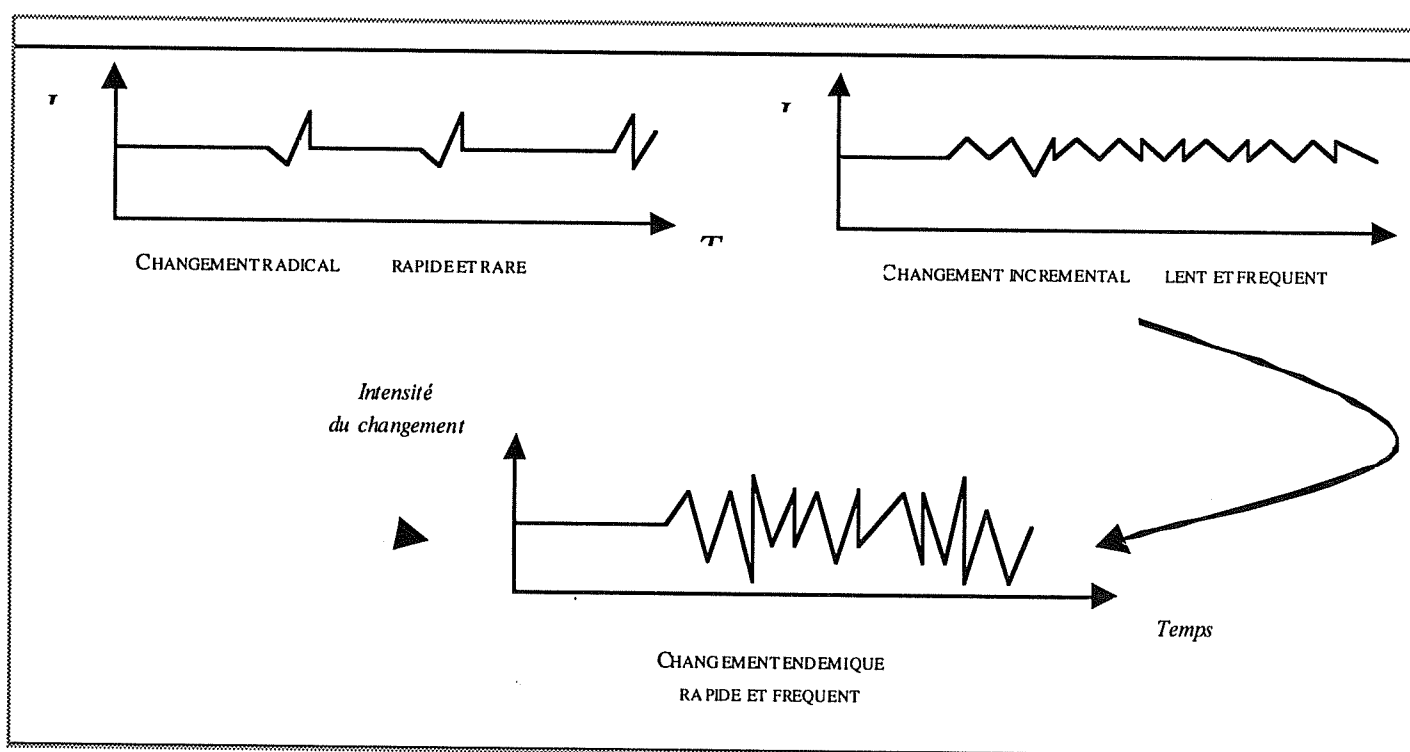 CHANGEMENT RADICAL RAPIDE ET RARE
CHANGEMENT INCREMENTAL LENT ET FREQUENT
Intensité
du changement
Temps
CHANGEMENT ENDEMIQUE
RAPIDE ET FREQUENT